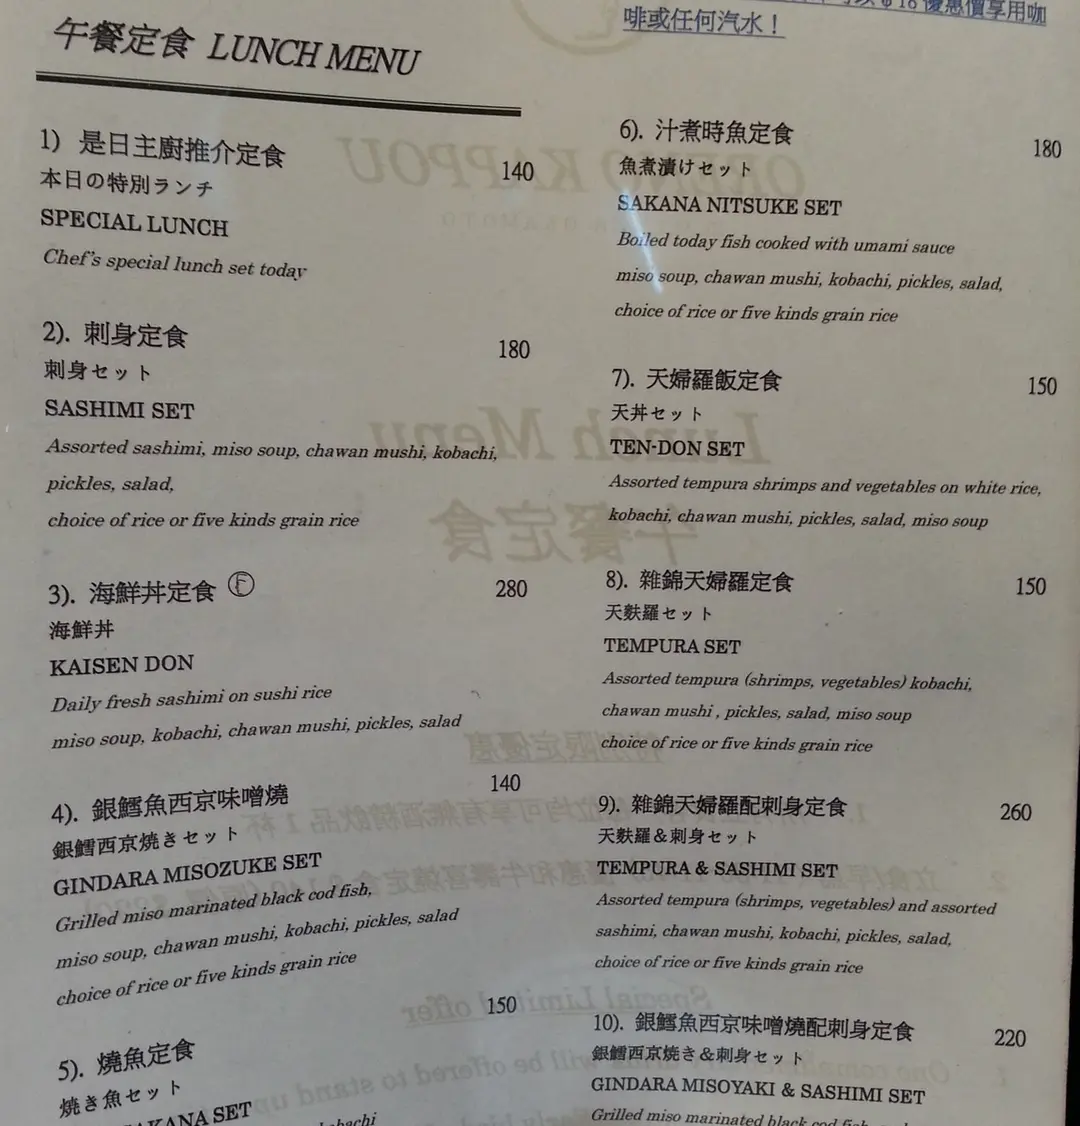 午餐定食 LUNCH MENU
1) 是日主廚推介定食 140
本日の特別ランチ
SPECIAL LUNCH
Chef's special lunch set today
2). 刺身定食 180
刺身セット
SASHIMI SET
Assorted sashimi, miso soup, chawan mushi, kobachi,
pickles, salad,
choice of rice or five kinds grain rice
3). 海鮮丼定食 Ⓕ 280
海鮮丼
KAISEN DON
Daily fresh sashimi on sushi rice
miso soup, kobachi, chawan mushi, pickles, salad
4). 銀鱈魚西京味噌燒 140
銀鱈西京焼きセット
GINDARA MISOZUKE SET
Grilled miso marinated black cod fish,
miso soup, chawan mushi, kobachi, pickles, salad
choice of rice or five kinds grain rice
5). 燒魚定食 150
焼き魚セット
AKANA SET
kobachi
優惠價享用咖
啡或任何汽水！
6). 汁煮時魚定食 180
魚煮漬けセット
SAKANA NITSUKE SET
Boiled today fish cooked with umami sauce
miso soup, chawan mushi, kobachi, pickles, salad,
choice of rice or five kinds grain rice
7). 天婦羅飯定食 150
天丼セット
TEN-DON SET
Assorted tempura shrimps and vegetables on white rice,
kobachi, chawan mushi, pickles, salad, miso soup
8). 雜錦天婦羅定食 150
天麩羅セット
TEMPURA SET
Assorted tempura (shrimps, vegetables) kobachi,
chawan mushi , pickles, salad, miso soup
choice of rice or five kinds grain rice
9). 雜錦天婦羅配刺身定食 260
天麩羅＆刺身セット
TEMPURA & SASHIMI SET
Assorted tempura (shrimps, vegetables) and assorted
sashimi, chawan mushi, kobachi, pickles, salad,
choice of rice or five kinds grain rice
10). 銀鱈魚西京味噌燒配刺身定食 220
銀鱈西京焼き＆刺身セット
GINDARA MISOYAKI & SASHIMI SET
Grilled miso marinated black cod fish,